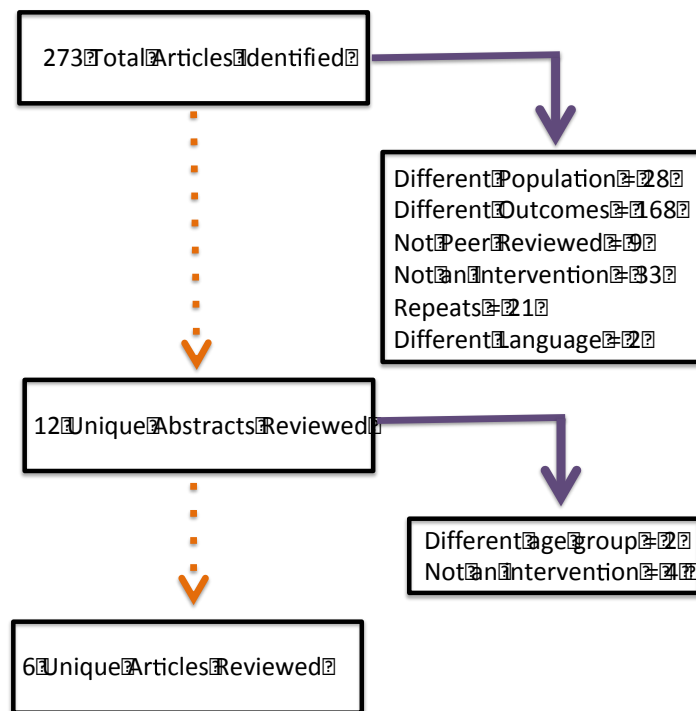 273 Total Articles Identified
Different Population = 28
Different Outcomes = 168
Not Peer Reviewed = 9
Not an Intervention = 33
Repeats = 21
Different Language = 2
12 Unique Abstracts Reviewed
Different age group = 2
Not an Intervention = 4
6 Unique Articles Reviewed